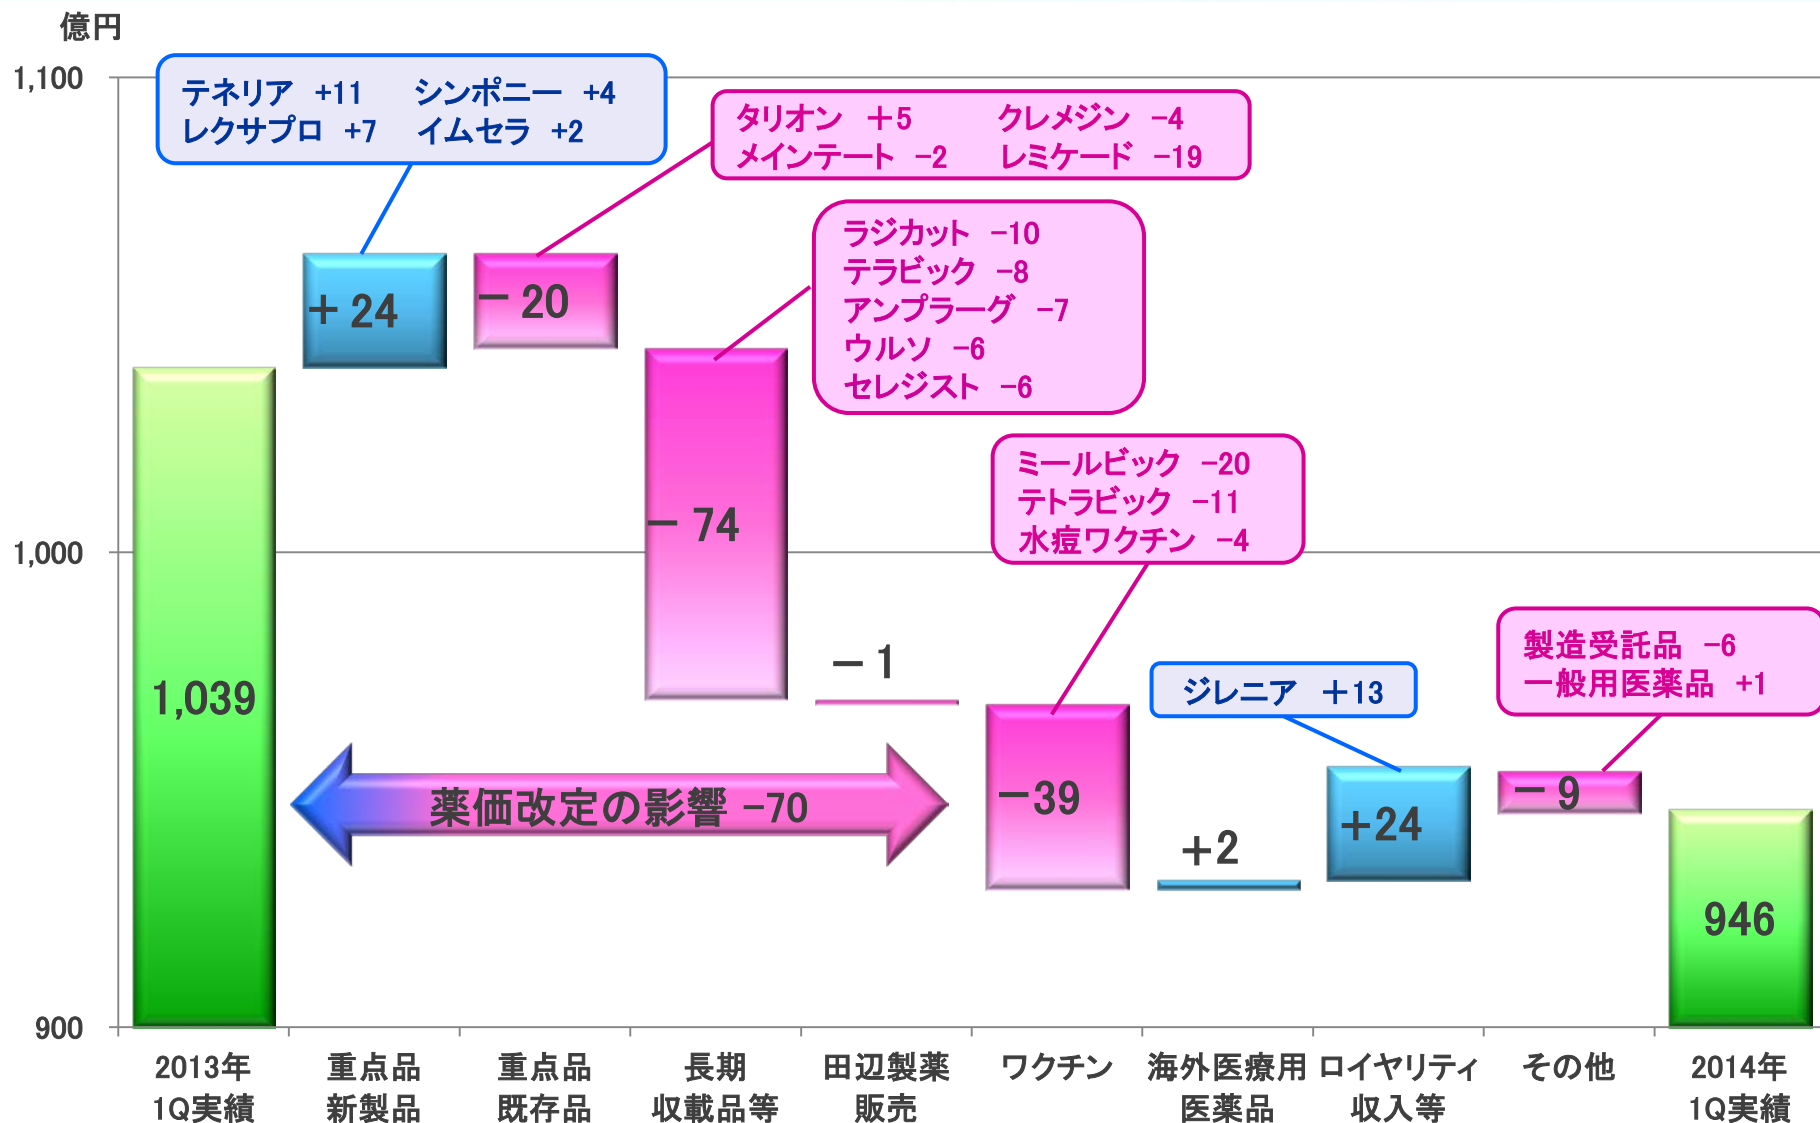 億円
1,100
1,000
900
テネリア +11 シンポニー +4
レクサプロ +7 イムセラ +2
タリオン +5 クレメジン -4
メインテート -2 レミケード -19
ラジカット -10
テラビック -8
アンプラーグ -7
ウルソ -6
セレジスト -6
ミールビック -20
テトラビック -11
水痘ワクチン -4
ジレニア +13
製造受託品 -6
一般用医薬品 +1
1,039
+24
-20
-74
-1
-39
+2
+24
-9
946
薬価改定の影響 -70
2013年
1Q実績
重点品
新製品
重点品
既存品
長期
収載品等
田辺製薬
販売
ワクチン
海外医療用
医薬品
ロイヤリティ
収入等
その他
2014年
1Q実績